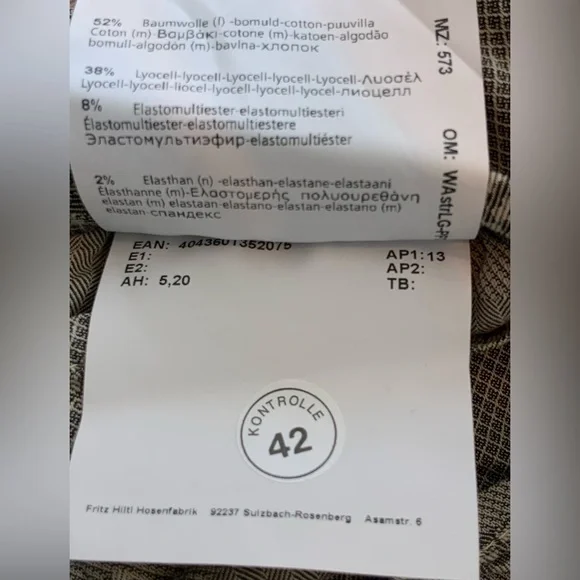 52% Baumwolle (f) -bomuld-cotton-puuvilla
Coton (m)-Βαμβάκι-cotone (m)-katoen-algodão
bomull-algodón (m)-bavlna-хлопок
38% Lyocell-lyocell-Lyocell-lyocell-Lyocell-Λυοσέλ
Lyocell-lyocell-liocel-lyocell-lyocell-lyocel-лиоцелл
8% Elastomultiester-elastomultiesteri
Élastomultiester-elastomultiestere
Эластомультиэфир-elastomultiéster
2% Elasthan (n) -elasthan-elastane-elastaani
Élasthanne (m)-Ελαστομερής πολυουρεθάνη
elastan (m) elastaan-elastano-elastan-elastano (m)
elastan-спандекс
MZ: 573
OM: WAstrLG-
EAN: 4043601352075
E1:
E2:
AH: 5,20
AP1:13
AP2:
TB:
KONTROLLE
42
Fritz Hiltl Hosenfabrik 92237 Sulzbach-Rosenberg Asamstr. 6